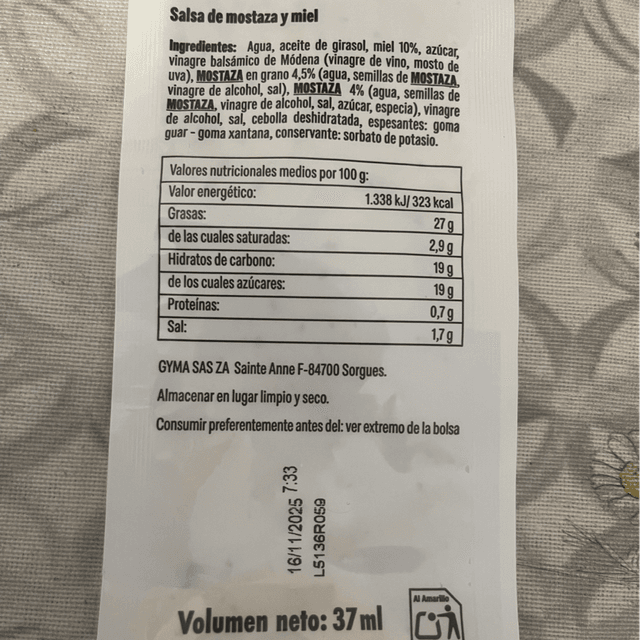 Salsa de mostaza y miel
Ingredientes: Agua, aceite de girasol, miel 10%, azúcar,
vinagre balsámico de Módena (vinagre de vino, mosto de
uva), MOSTAZA en grano 4,5% (agua, semillas de MOSTAZA,
vinagre de alcohol, sal), MOSTAZA 4% (agua, semillas de
MOSTAZA, vinagre de alcohol, sal, azúcar, especia), vinagre
de alcohol, sal, cebolla deshidratada, espesantes: goma
guar - goma xantana, conservante: sorbato de potasio.
Valores nutricionales medios por 100 g:
Valor energético: 1.338 kJ/ 323 kcal
Grasas: 27 g
de las cuales saturadas: 2,9 g
Hidratos de carbono: 19 g
de los cuales azúcares: 19 g
Proteínas: 0,7 g
Sal: 1,7 g
GYMA SAS ZA Sainte Anne F-84700 Sorgues.
Almacenar en lugar limpio y seco.
Consumir preferentemente antes del: ver extremo de la bolsa
16/11/2025 7:33
L5136R059
Volumen neto: 37 ml
Al Amarillo